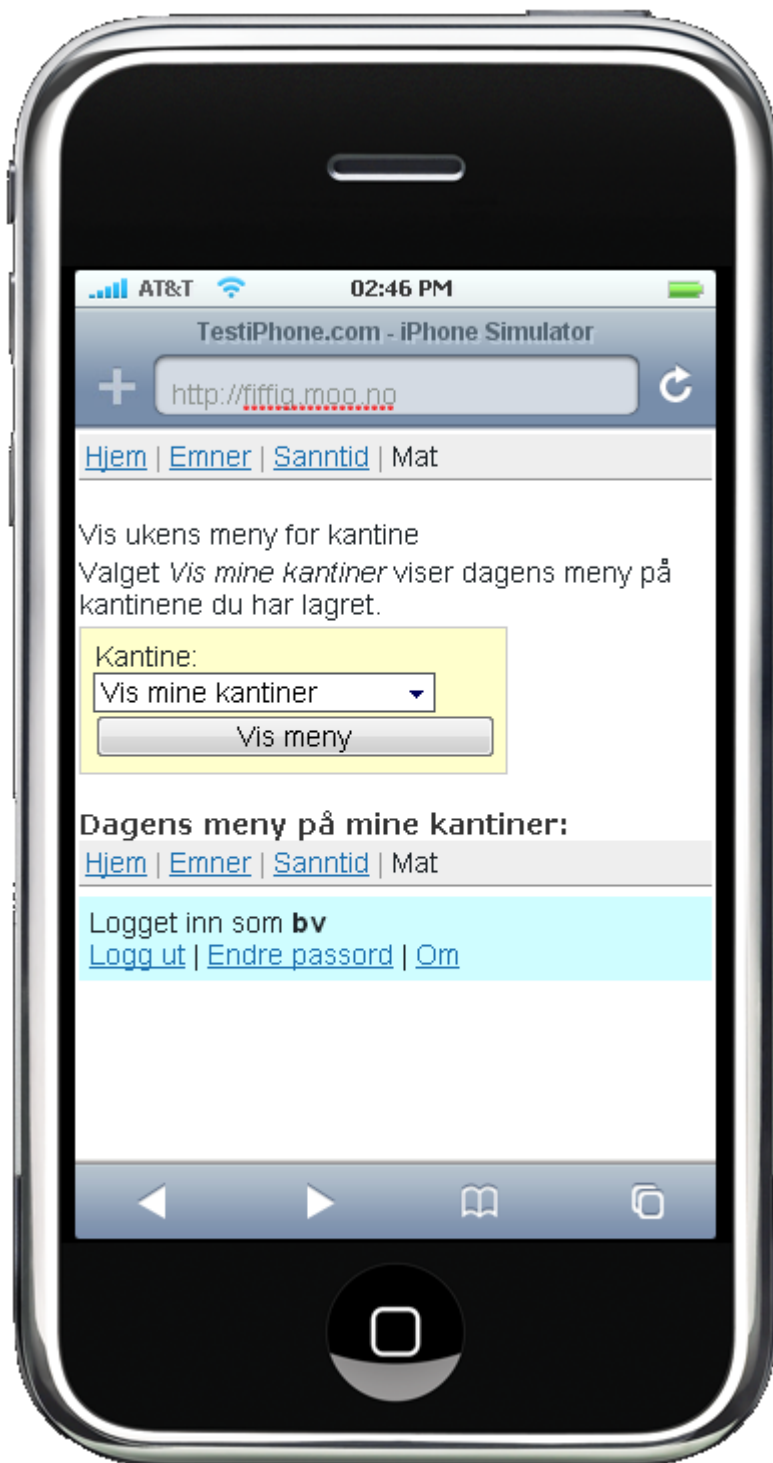 AT&T 02:46 PM
TestiPhone.com - iPhone Simulator
http://fiffig.moo.no
Hjem | Emner | Sanntid | Mat
Vis ukens meny for kantine
Valget Vis mine kantiner viser dagens meny på
kantinene du har lagret.
Kantine:
Vis mine kantiner
Vis meny
Dagens meny på mine kantiner:
Hjem | Emner | Sanntid | Mat
Logget inn som bv
Logg ut | Endre passord | Om